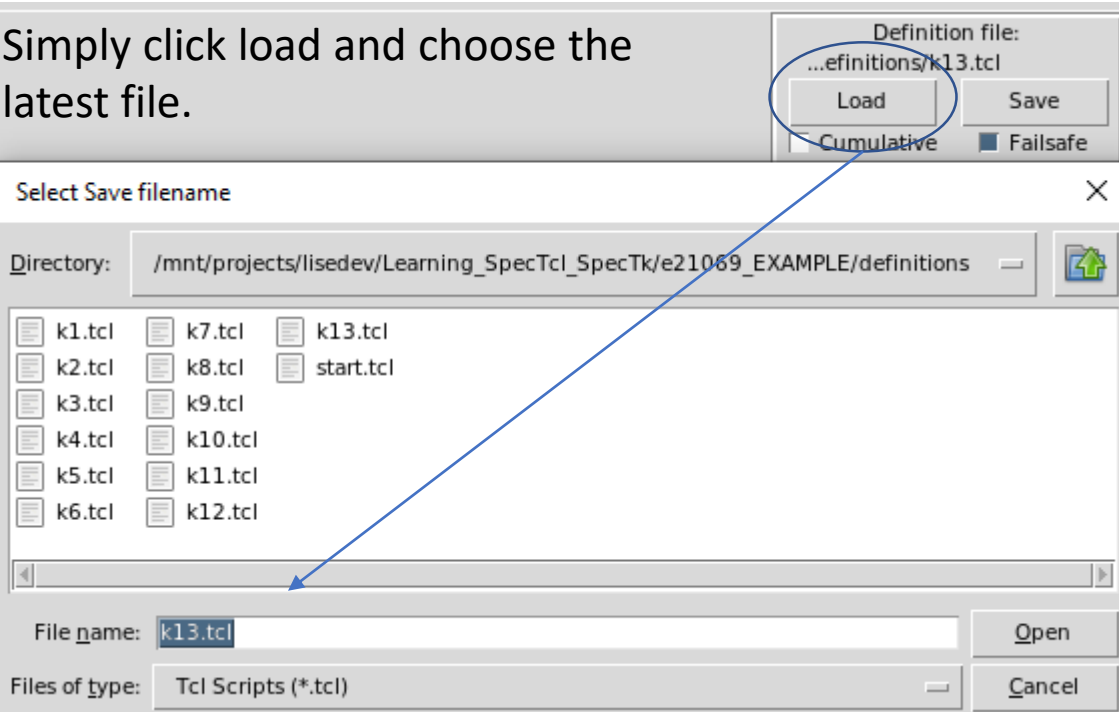 Simply click load and choose the
latest file.
Definition file:
...efinitions/k13.tcl
Load Save
Cumulative Failsafe
Select Save filename
Directory: /mnt/projects/lisedev/Learning_SpecTcl_SpecTk/e21069_EXAMPLE/definitions
k1.tcl k7.tcl k13.tcl
k2.tcl k8.tcl start.tcl
k3.tcl k9.tcl
k4.tcl k10.tcl
k5.tcl k11.tcl
k6.tcl k12.tcl
File name: k13.tcl Open
Files of type: Tcl Scripts (*.tcl) Cancel